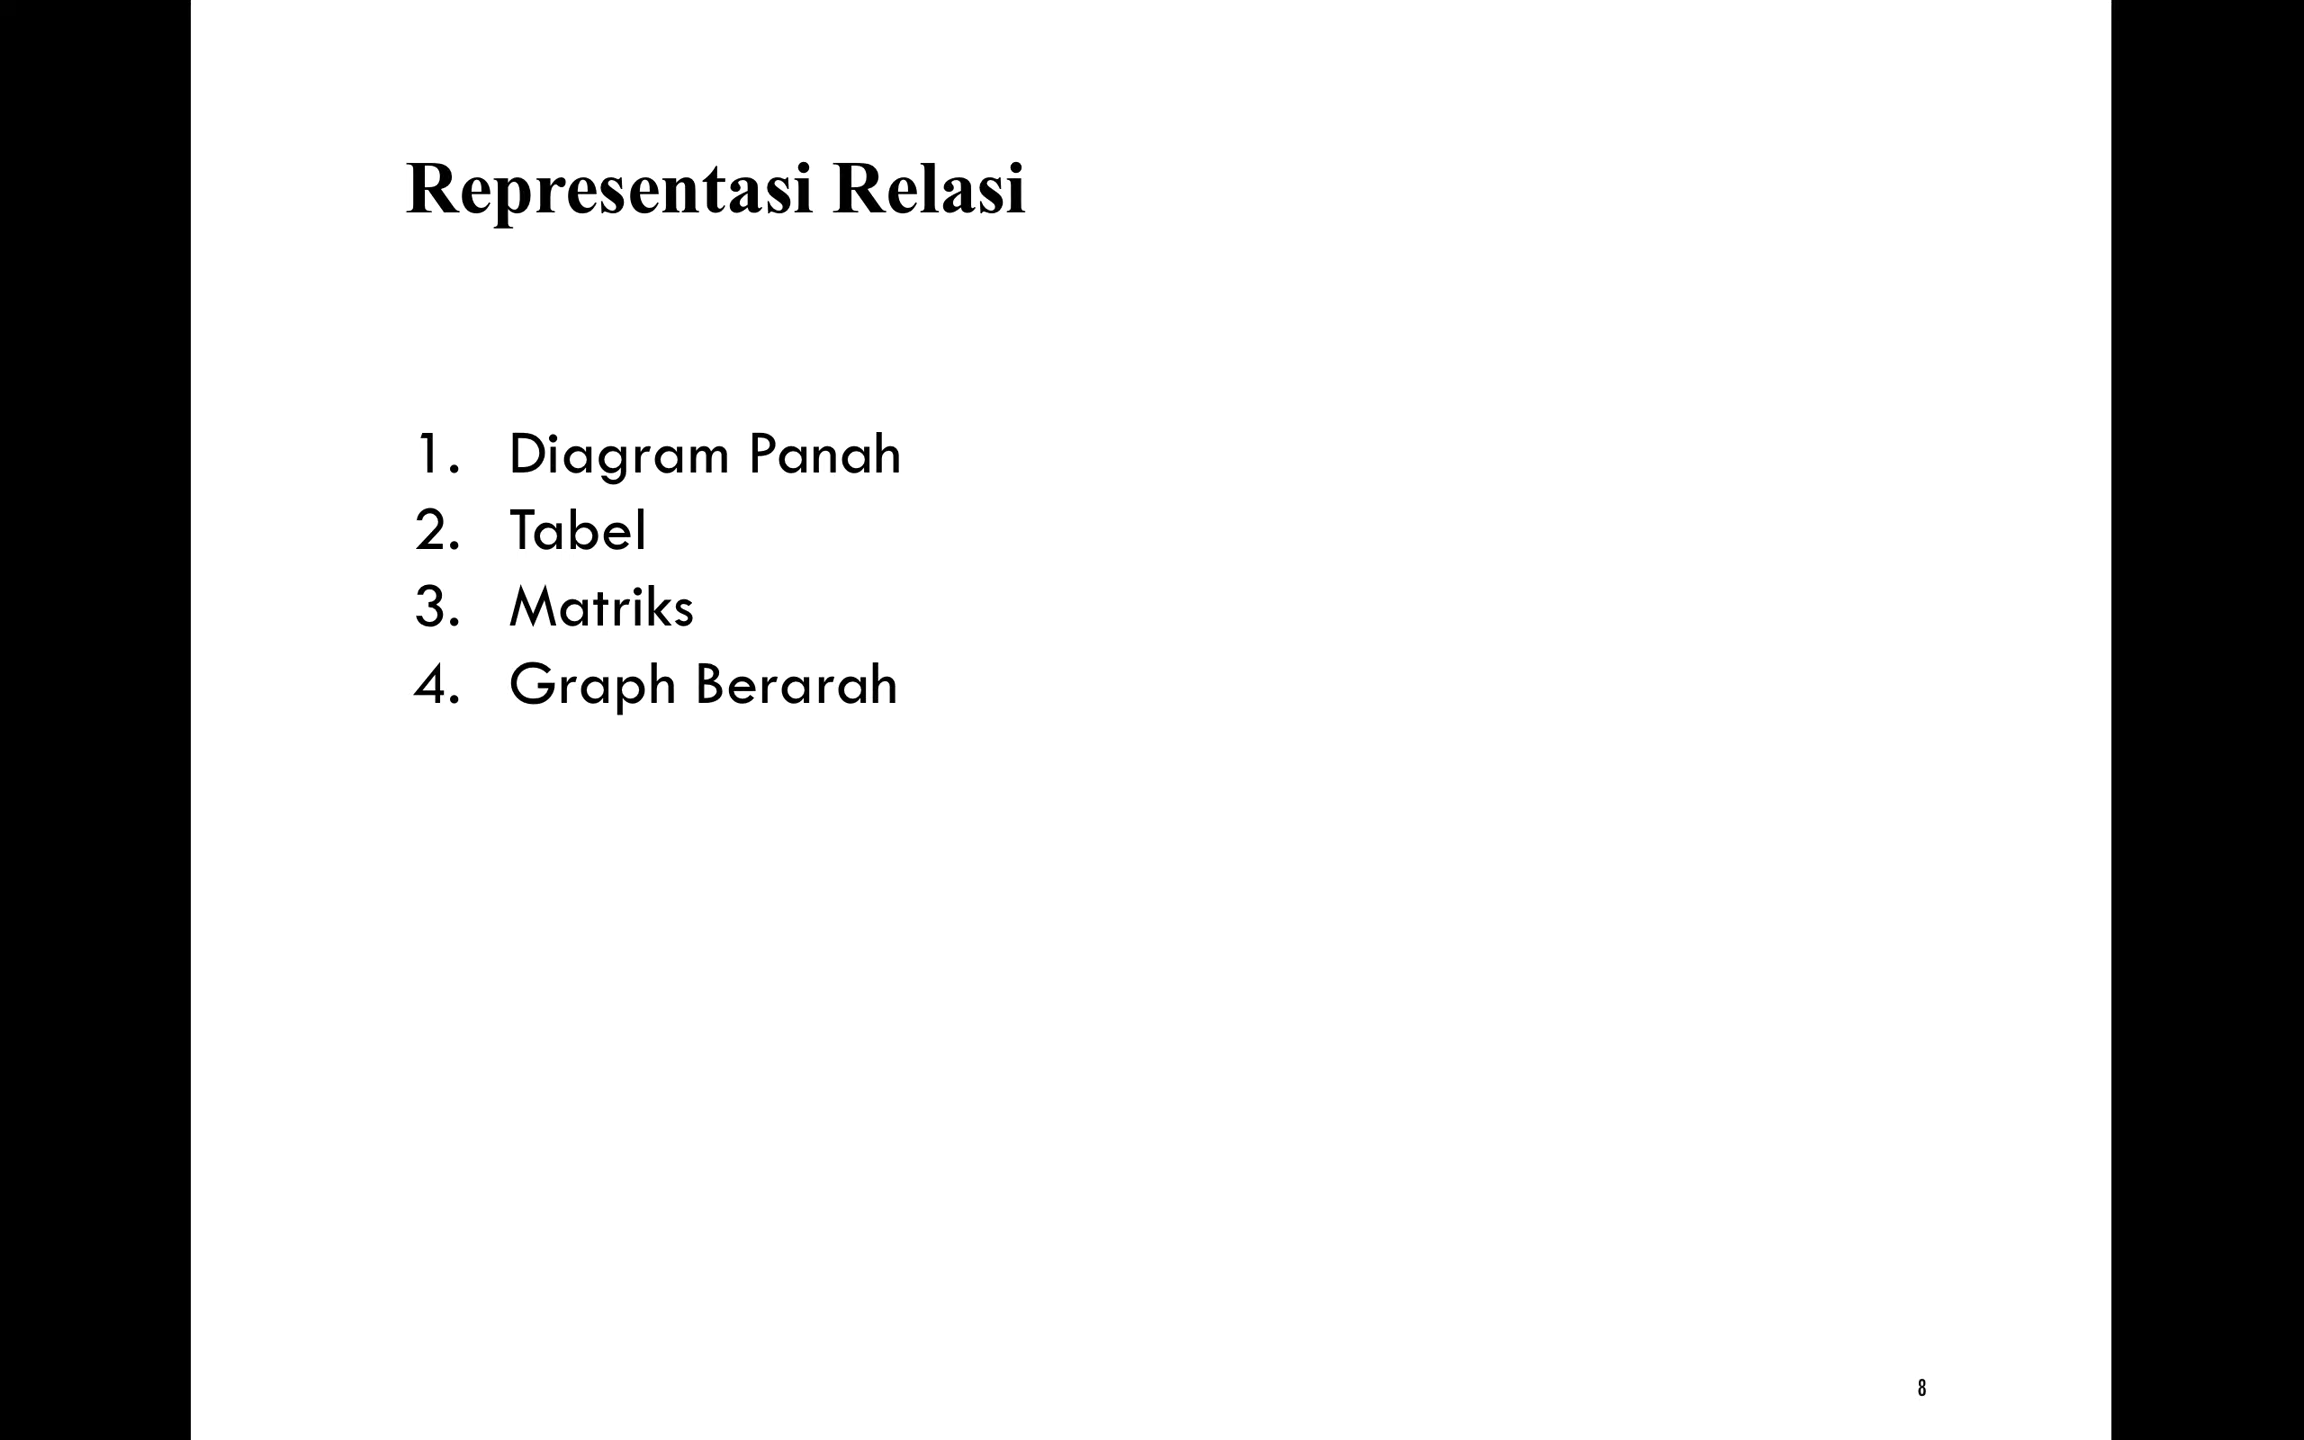 Representasi Relasi
1. Diagram Panah
2. Tabel
3. Matriks
4. Graph Berarah
8